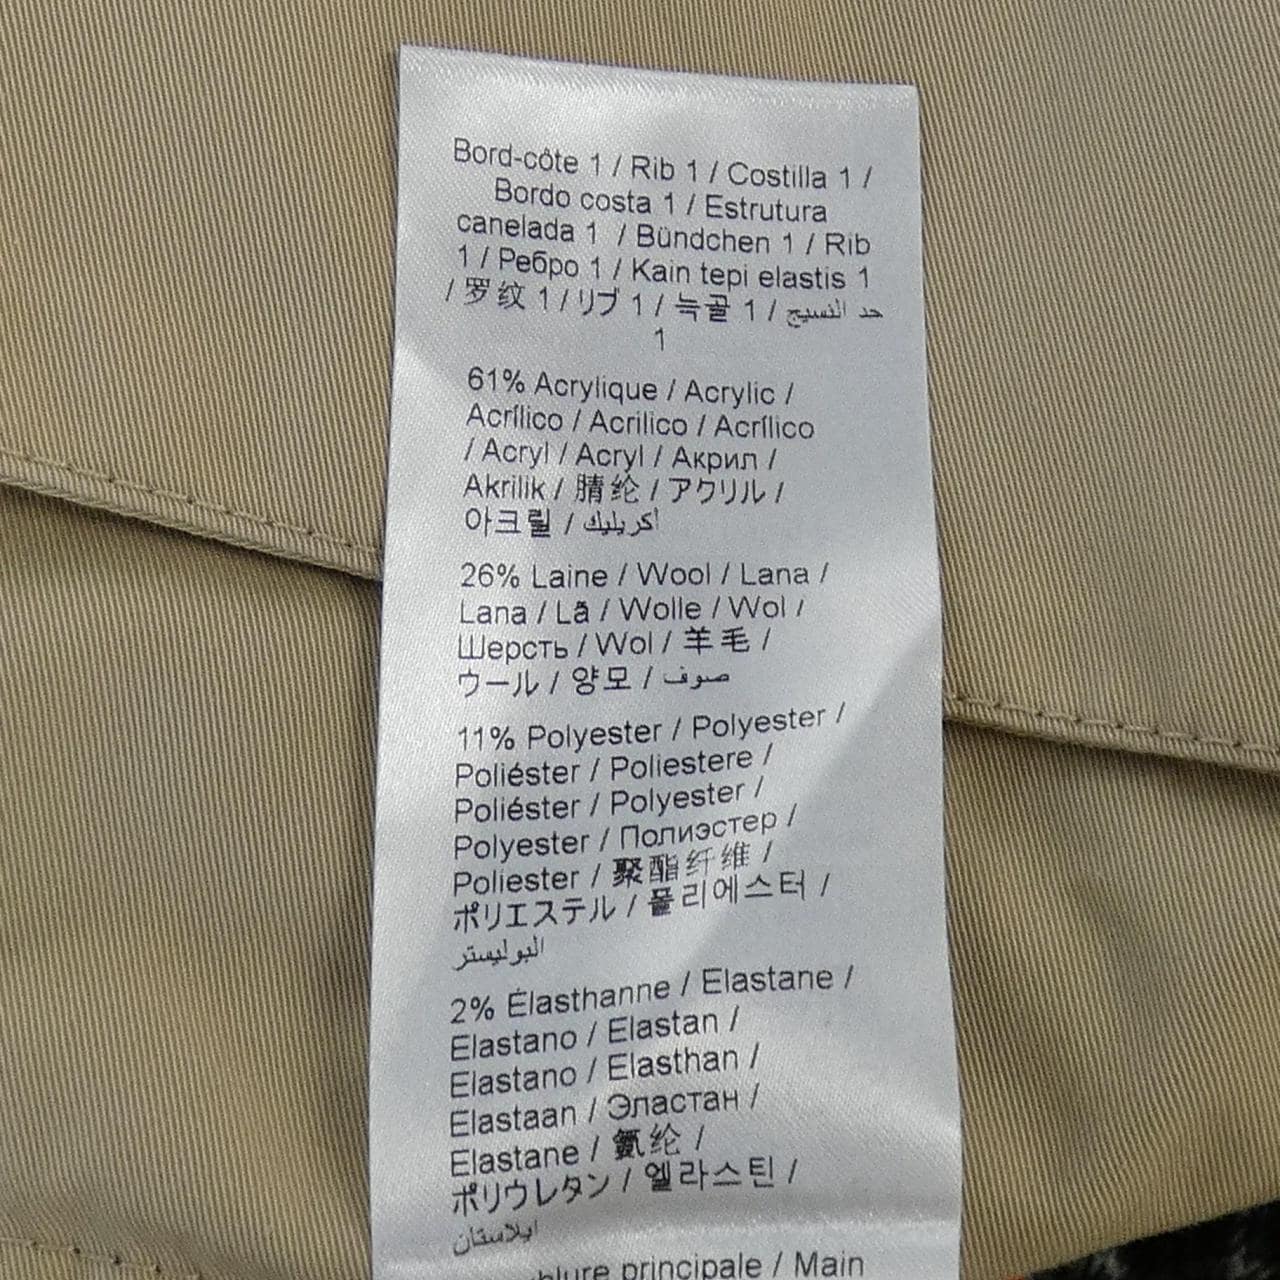 Bord-côte 1 / Rib 1 / Costilla 1 /
Bordo costa 1 / Estrutura
canelada 1 / Bündchen 1 / Rib
1 / Ребро 1 / Kain tepi elastis 1
/ 罗纹 1 / リブ 1 / 늑골 1 / حد النسيج
1
61% Acrylique / Acrylic /
Acrílico / Acrilico / Acrílico
/ Acryl / Acryl / Акрил /
Akrilik / 腈纶 / アクリル /
아크릴 / أكريليك
26% Laine / Wool / Lana /
Lana / Lã / Wolle / Wol /
Шерсть / Wol / 羊毛 /
ウール / 양모 / صوف
11% Polyester / Polyester /
Poliéster / Poliestere /
Poliéster / Polyester /
Polyester / Полиэстер /
Poliester / 聚酯纤维 /
ポリエステル / 폴리에스터 /
البوليستر
2% Élasthanne / Elastane /
Elastano / Elastan /
Elastano / Elasthan /
Elastaan / Эластан /
Elastane / 氨纶 /
ポリウレタン / 엘라스틴 /
ايلاستان
principale / Main